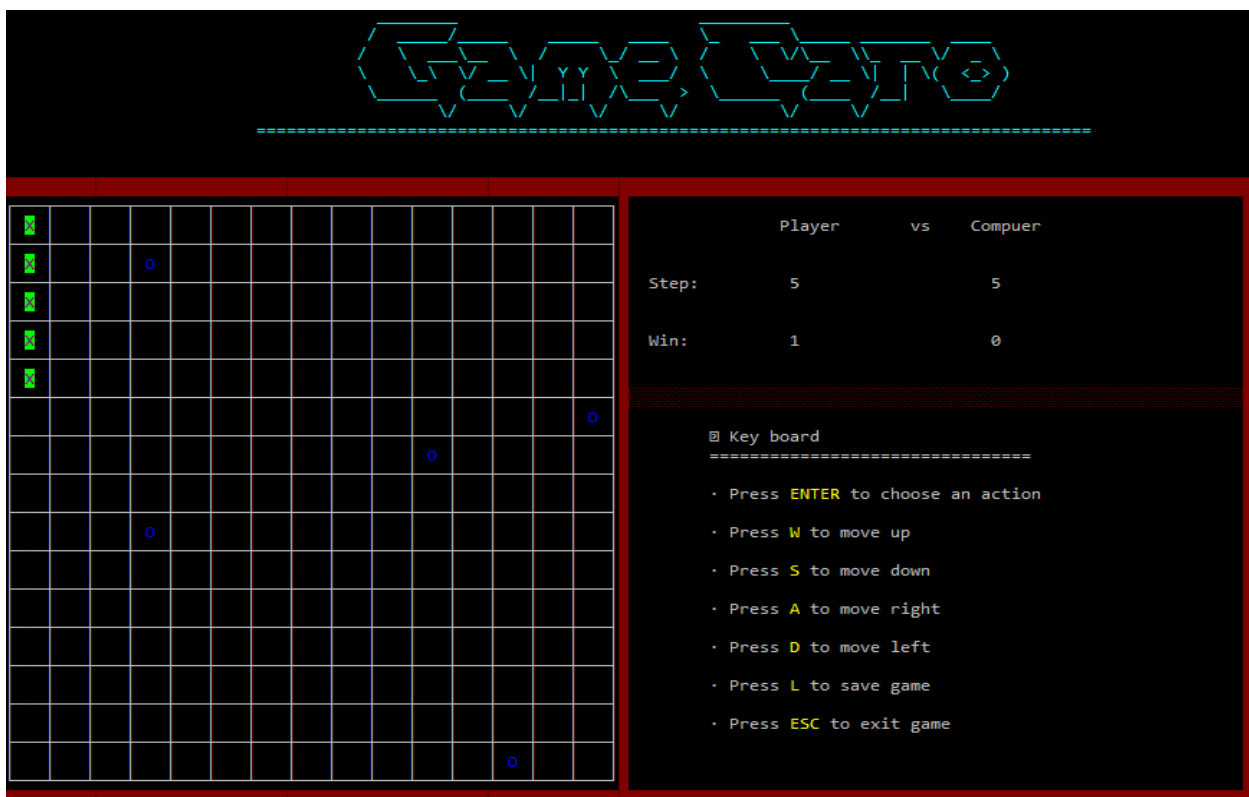 Game Caro
Player vs Compuer
Step: 5 5
Win: 1 0
X
X O
X
X
X
O
O
O
O
Key board
· Press ENTER to choose an action
· Press W to move up
· Press S to move down
· Press A to move right
· Press D to move left
· Press L to save game
· Press ESC to exit game